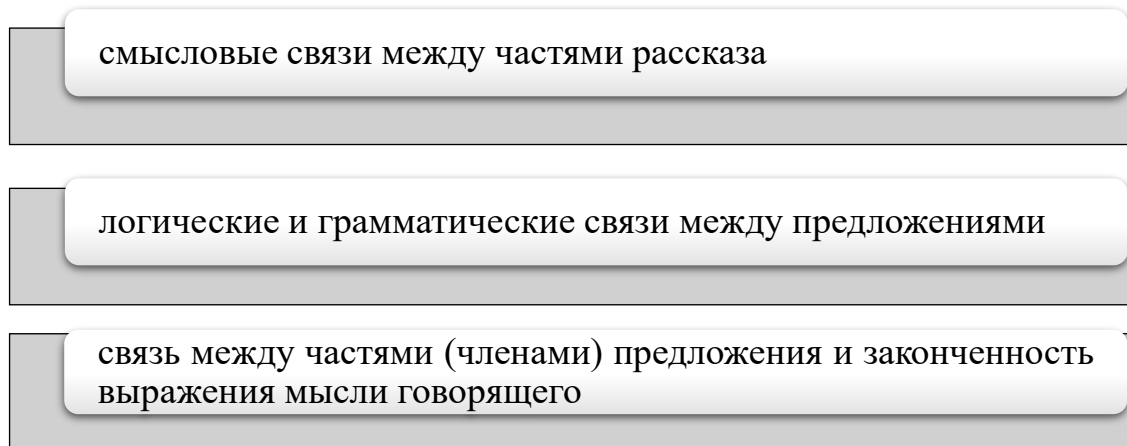 смысловые связи между частями рассказа
логические и грамматические связи между предложениями
связь между частями (членами) предложения и законченность
выражения мысли говорящего